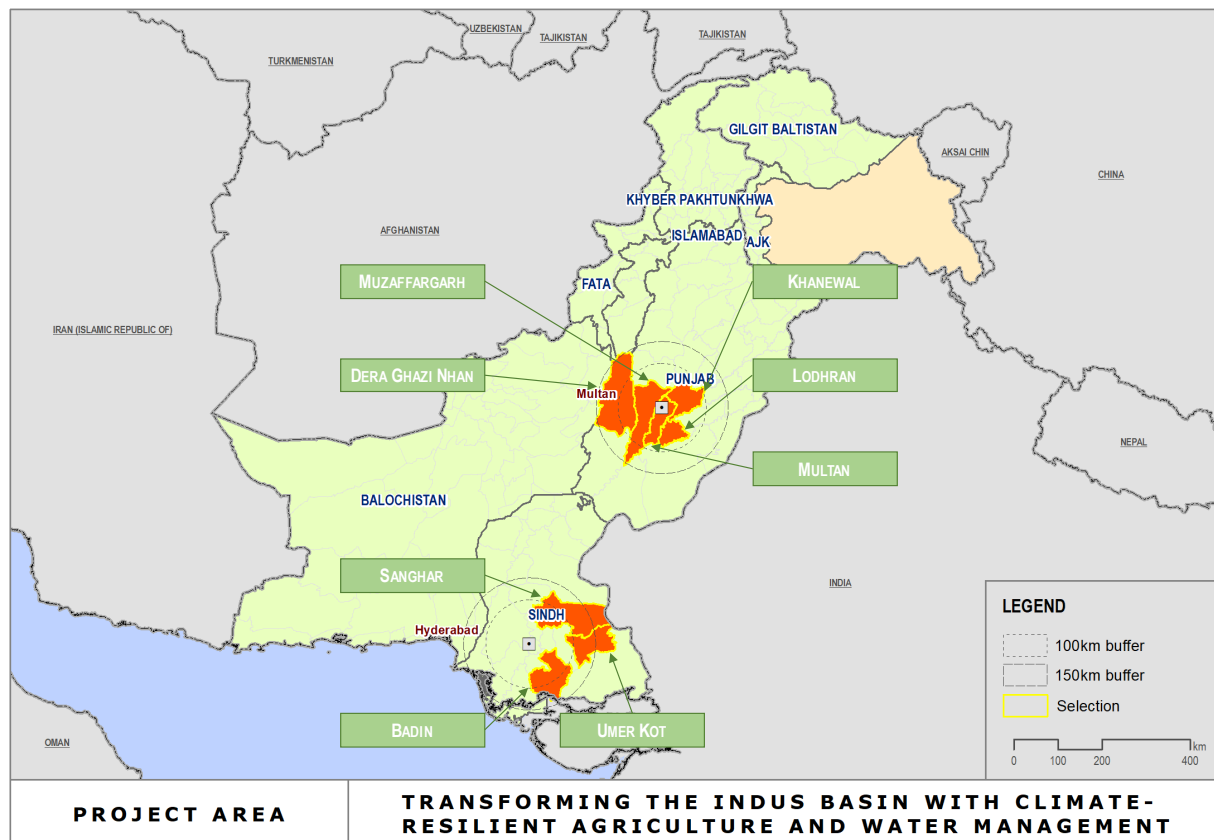 UZBEKISTAN
TAJIKISTAN
TAJIKISTAN
TURKMENISTAN
GILGIT BALTISTAN
AKSAI CHIN
CHINA
KHYBER PAKHTUNKHWA
AFGHANISTAN
ISLAMABAD
AJK
MUZAFFARGARH
FATA
KHANEWAL
IRAN (ISLAMIC REPUBLIC OF)
DERA GHAZI NHAN
PUNJAB
LODHRAN
Multan
NEPAL
MULTAN
BALOCHISTAN
SANGHAR
INDIA
SINDH
Hyderabad
BADIN
UMER KOT
OMAN
LEGEND
100km buffer
150km buffer
Selection
km
0 100 200 400
PROJECT AREA
TRANSFORMING THE INDUS BASIN WITH CLIMATE-
RESILIENT AGRICULTURE AND WATER MANAGEMENT